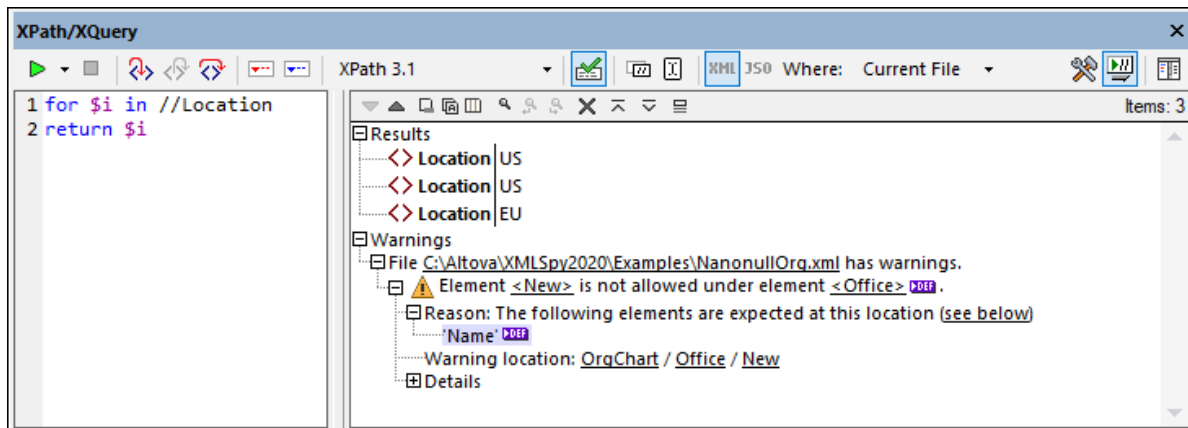 XPath/XQuery
XPath 3.1 XML JSO Where: Current File
1 for $i in //Location
2 return $i
Items: 3
Results
Location US
Location US
Location EU
Warnings
File C:\Altova\XMLSpy2020\Examples\NanonullOrg.xml has warnings.
Element <New> is not allowed under element <Office> DEF .
Reason: The following elements are expected at this location (see below)
'Name' DEF
Warning location: OrgChart / Office / New
Details